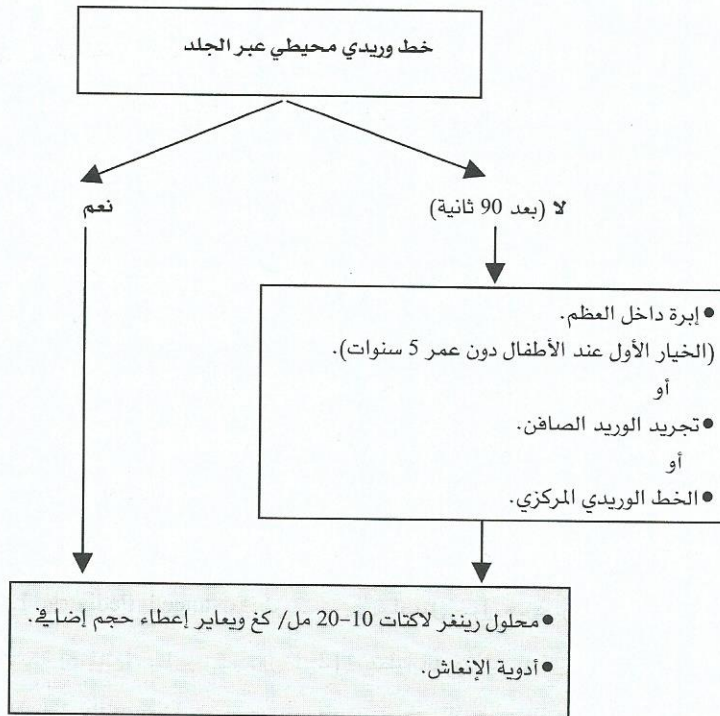 خط وريدي محيطي عبر الجلد
نعم
لا (بعد 90 ثانية)
● إبرة داخل العظم.
(الخيار الأول عند الأطفال دون عمر 5 سنوات).
أو
● تجريد الوريد الصافن.
أو
● الخط الوريدي المركزي.
● محلول رينغر لاكتات 10–20 مل/ كغ ويعاير إعطاء حجم إضافي.
● أدوية الإنعاش.